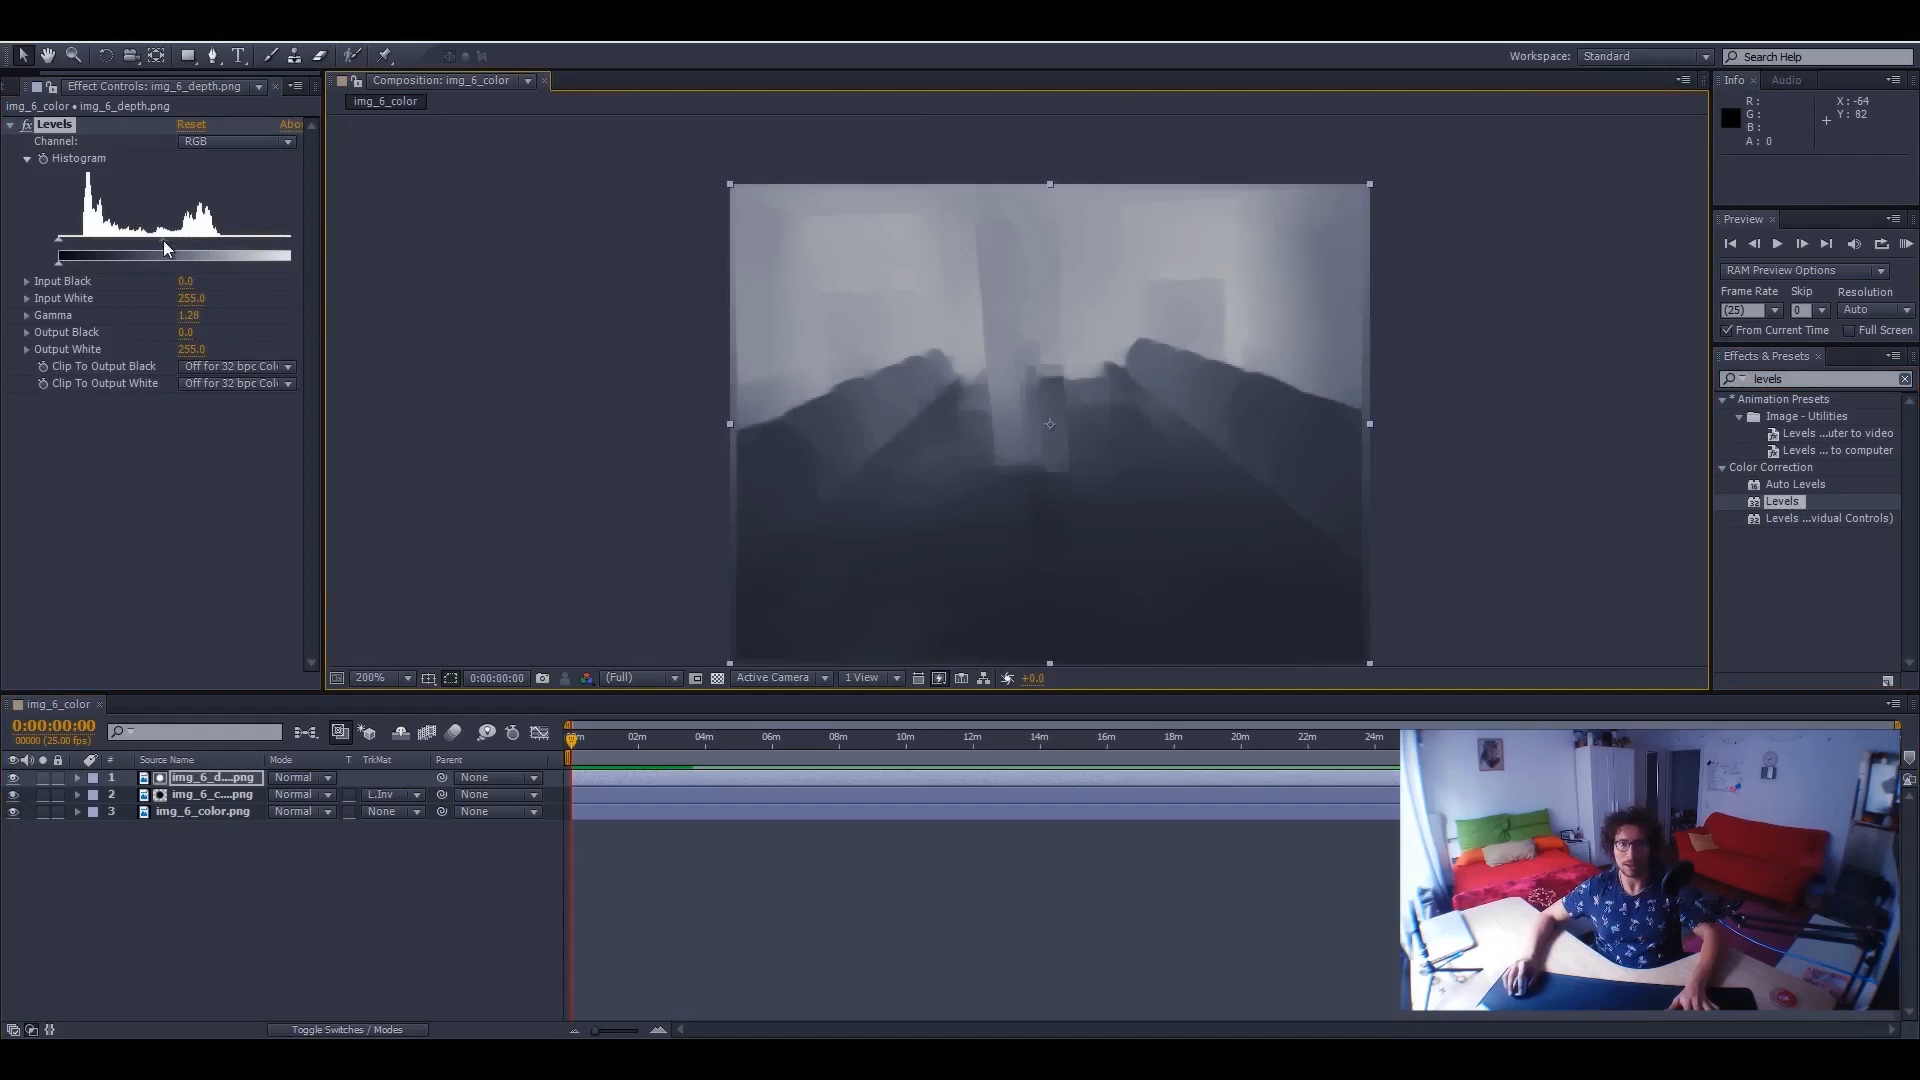 Workspace: Standard Search Help
Effect Controls: img_6_depth.png
img_6_color • img_6_depth.png
fx Levels Reset Abo
Channel: RGB
Histogram
Input Black 0.0
Input White 255.0
Gamma 1.28
Output Black 0.0
Output White 255.0
Clip To Output Black Off for 32 bpc Col
Clip To Output White Off for 32 bpc Col
Composition: img_6_color
img_6_color
200% 0:00:00:00 (Full) Active Camera 1 View +0.0
Info Audio
R: X: -64
G: Y: 82
B:
A: 0
Preview
RAM Preview Options
Frame Rate Skip Resolution
(25) 0 Auto
From Current Time Full Screen
Effects & Presets
levels
* Animation Presets
Image - Utilities
Levels ...uter to video
Levels ... to computer
Color Correction
Auto Levels
Levels
Levels ...vidual Controls)
img_6_color
0:00:00:00
00000 (25.00 fps)
# Source Name Mode T TrkMat Parent
1 img_6_d....png Normal None
2 img_6_c....png Normal L.Inv None
3 img_6_color.png Normal None None
02m 04m 06m 08m 10m 12m 14m 16m 18m 20m 22m 24m
Toggle Switches / Modes